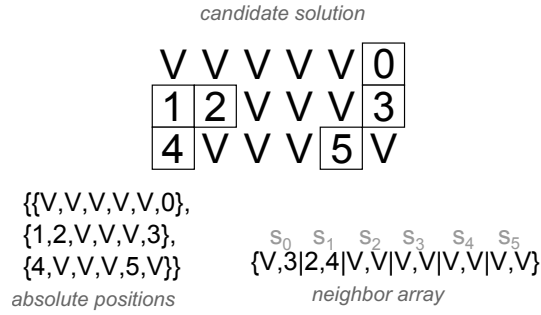 candidate solution
V V V V V 0
1 2 V V V 3
4 V V V 5 V
{{V,V,V,V,V,0},
{1,2,V,V,V,3},
{4,V,V,V,5,V}}
absolute positions
S0 S1 S2 S3 S4 S5
{V,3|2,4|V,V|V,V|V,V|V,V}
neighbor array